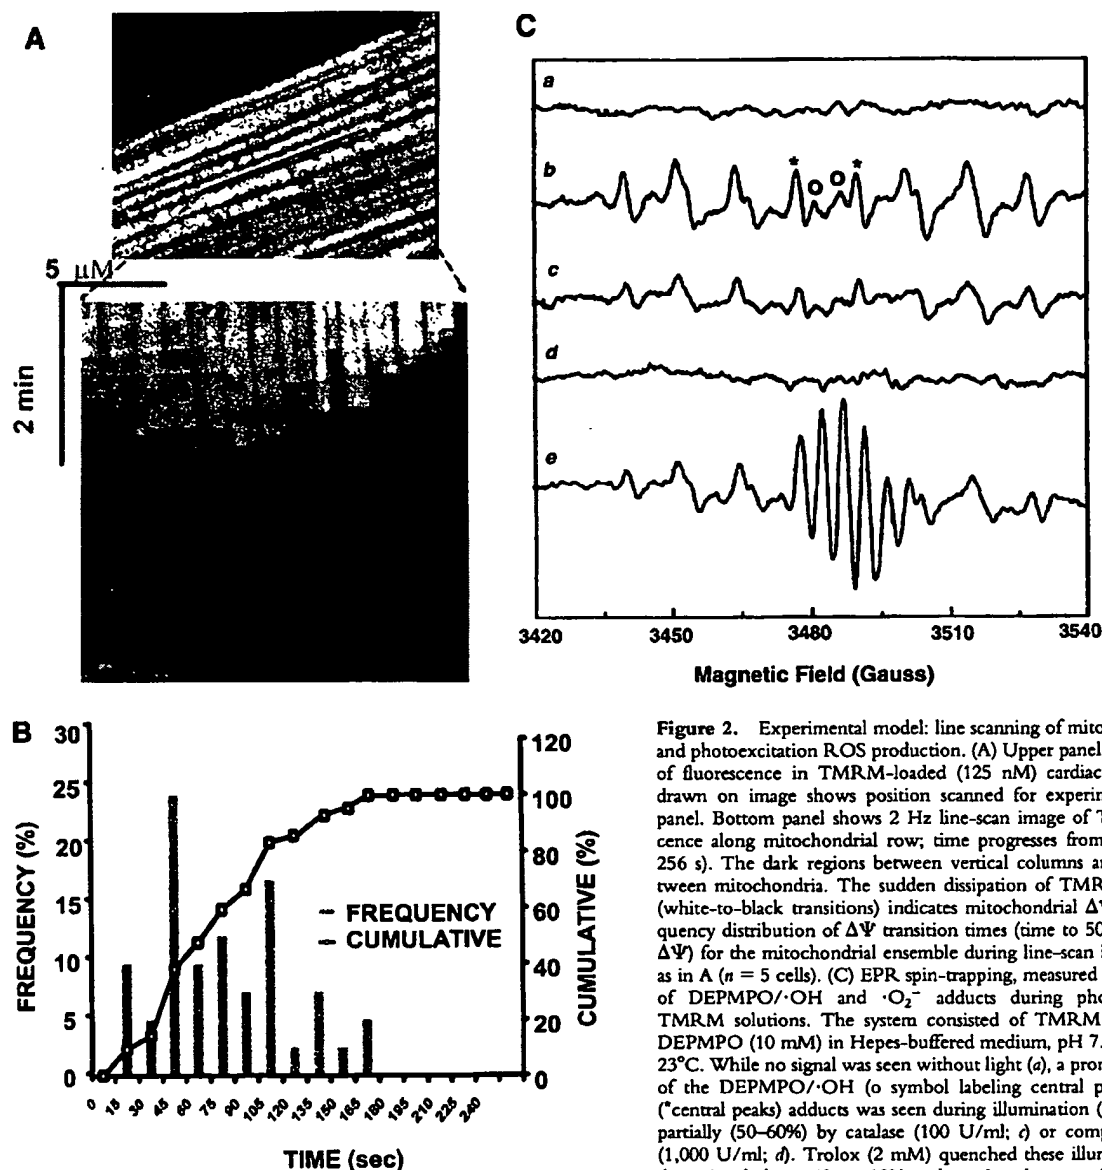 A
5 μM
2 min
B
30
25
20
15
10
5
0
FREQUENCY (%)
120
100
80
60
40
20
0
CUMULATIVE (%)
FREQUENCY
CUMULATIVE
0 15 30 45 60 75 90 105 120 130 145 165 180 195 210 225 240
TIME (sec)
C
a
b
* o o *
c
d
e
3420 3450 3480 3510 3540
Magnetic Field (Gauss)
Figure 2. Experimental model: line scanning of mito
and photoexcitation ROS production. (A) Upper panel
of fluorescence in TMRM-loaded (125 nM) cardiac
drawn on image shows position scanned for experim
panel. Bottom panel shows 2 Hz line-scan image of T
cence along mitochondrial row; time progresses from
256 s). The dark regions between vertical columns a
tween mitochondria. The sudden dissipation of TMR
(white-to-black transitions) indicates mitochondrial ΔΨ
quency distribution of ΔΨ transition times (time to 50
ΔΨ) for the mitochondrial ensemble during line-scan i
as in A (n = 5 cells). (C) EPR spin-trapping, measured
of DEPMPO/·OH and ·O₂⁻ adducts during pho
TMRM solutions. The system consisted of TMRM
DEPMPO (10 mM) in Hepes-buffered medium, pH 7.
23°C. While no signal was seen without light (a), a pron
of the DEPMPO/·OH (o symbol labeling central p
(*central peaks) adducts was seen during illumination (
partially (50–60%) by catalase (100 U/ml; c) or comp
(1,000 U/ml; d). Trolox (2 mM) quenched these illum